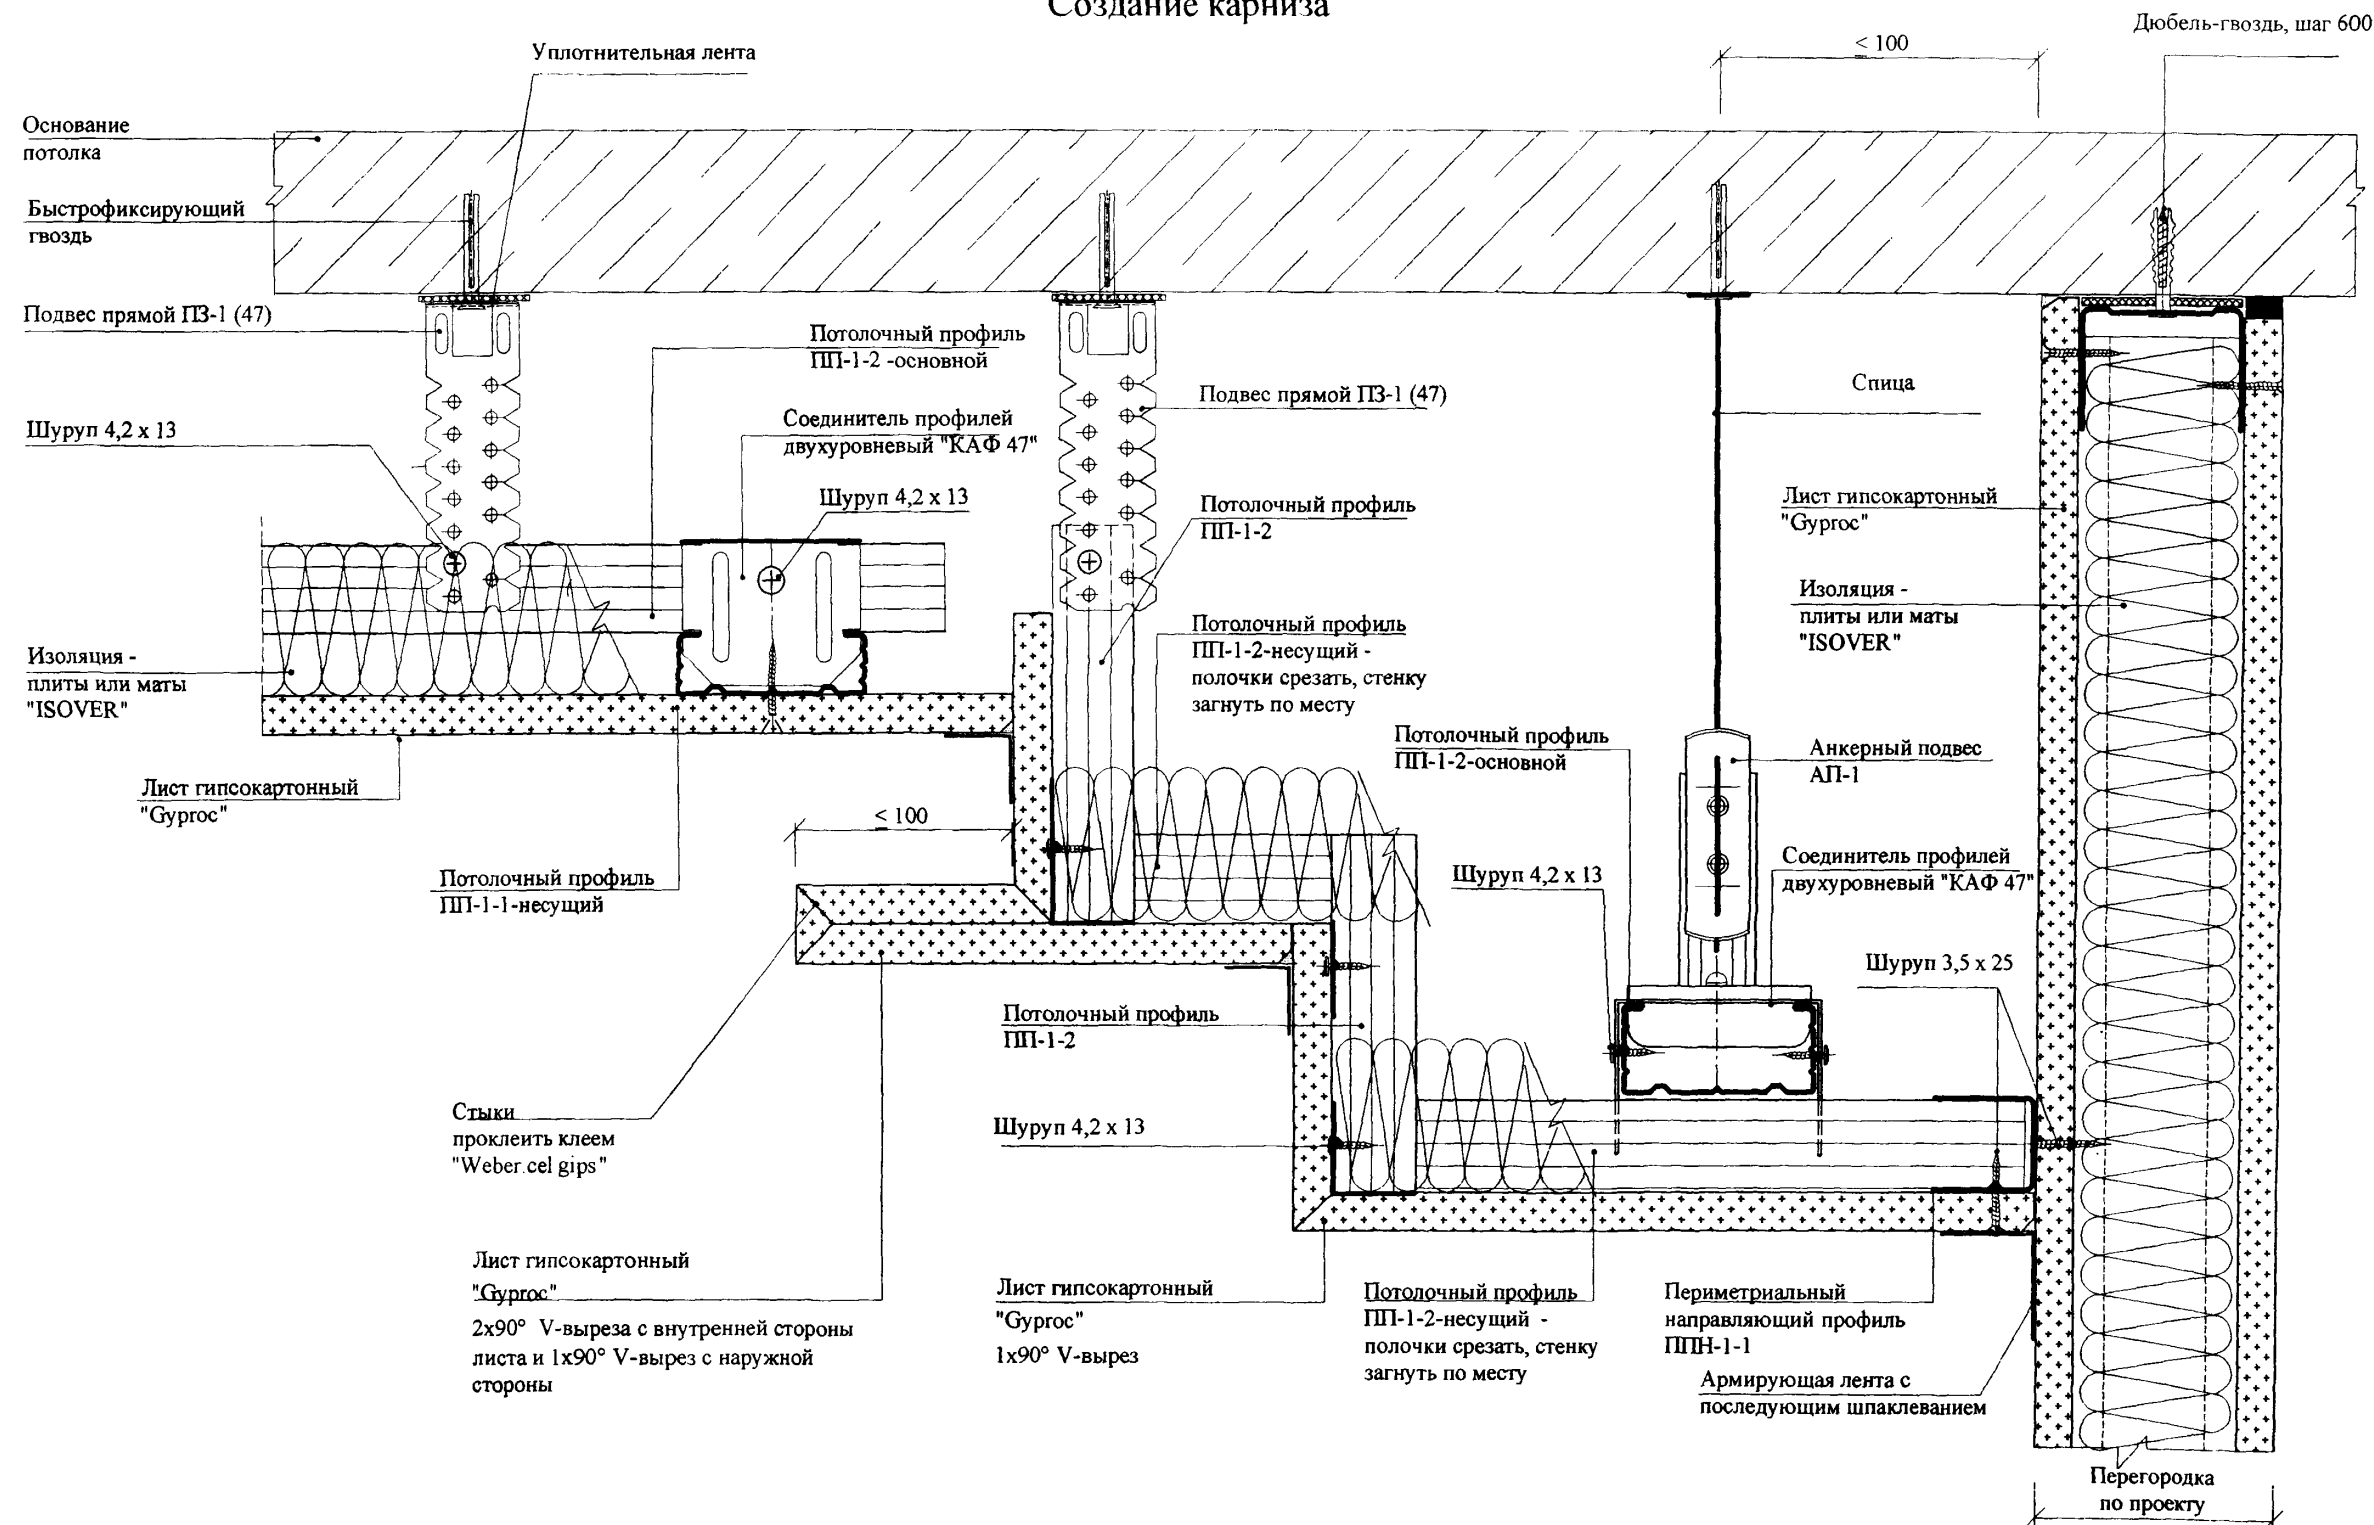 Создание карниза
Дюбель-гвоздь, шаг 600
Уплотнительная лента
≤ 100
Основание
потолка
Быстрофиксирующий
гвоздь
Подвес прямой ПЗ-1 (47)
Потолочный профиль
ПП-1-2 -основной
Подвес прямой ПЗ-1 (47)
Спица
Шуруп 4,2 x 13
Соединитель профилей
двухуровневый "КАФ 47"
Шуруп 4,2 x 13
Потолочный профиль
ПП-1-2
Лист гипсокартонный
"Gyproc"
Изоляция -
плиты или маты
"ISOVER"
Потолочный профиль
ПП-1-2-несущий -
полочки срезать, стенку
загнуть по месту
Изоляция -
плиты или маты
"ISOVER"
Потолочный профиль
ПП-1-2-основной
Анкерный подвес
АП-1
Лист гипсокартонный
"Gyproc"
≤ 100
Потолочный профиль
ПП-1-1-несущий
Шуруп 4,2 x 13
Соединитель профилей
двухуровневый "КАФ 47"
Шуруп 3,5 x 25
Потолочный профиль
ПП-1-2
Стыки
проклеить клеем
"Weber.cel gips"
Шуруп 4,2 x 13
Лист гипсокартонный
"Gyproc"
2x90° V-выреза с внутренней стороны
листа и 1x90° V-вырез с наружной
стороны
Лист гипсокартонный
"Gyproc"
1x90° V-вырез
Потолочный профиль
ПП-1-2-несущий -
полочки срезать, стенку
загнуть по месту
Периметриальный
направляющий профиль
ППН-1-1
Армирующая лента с
последующим шпаклеванием
Перегородка
по проекту